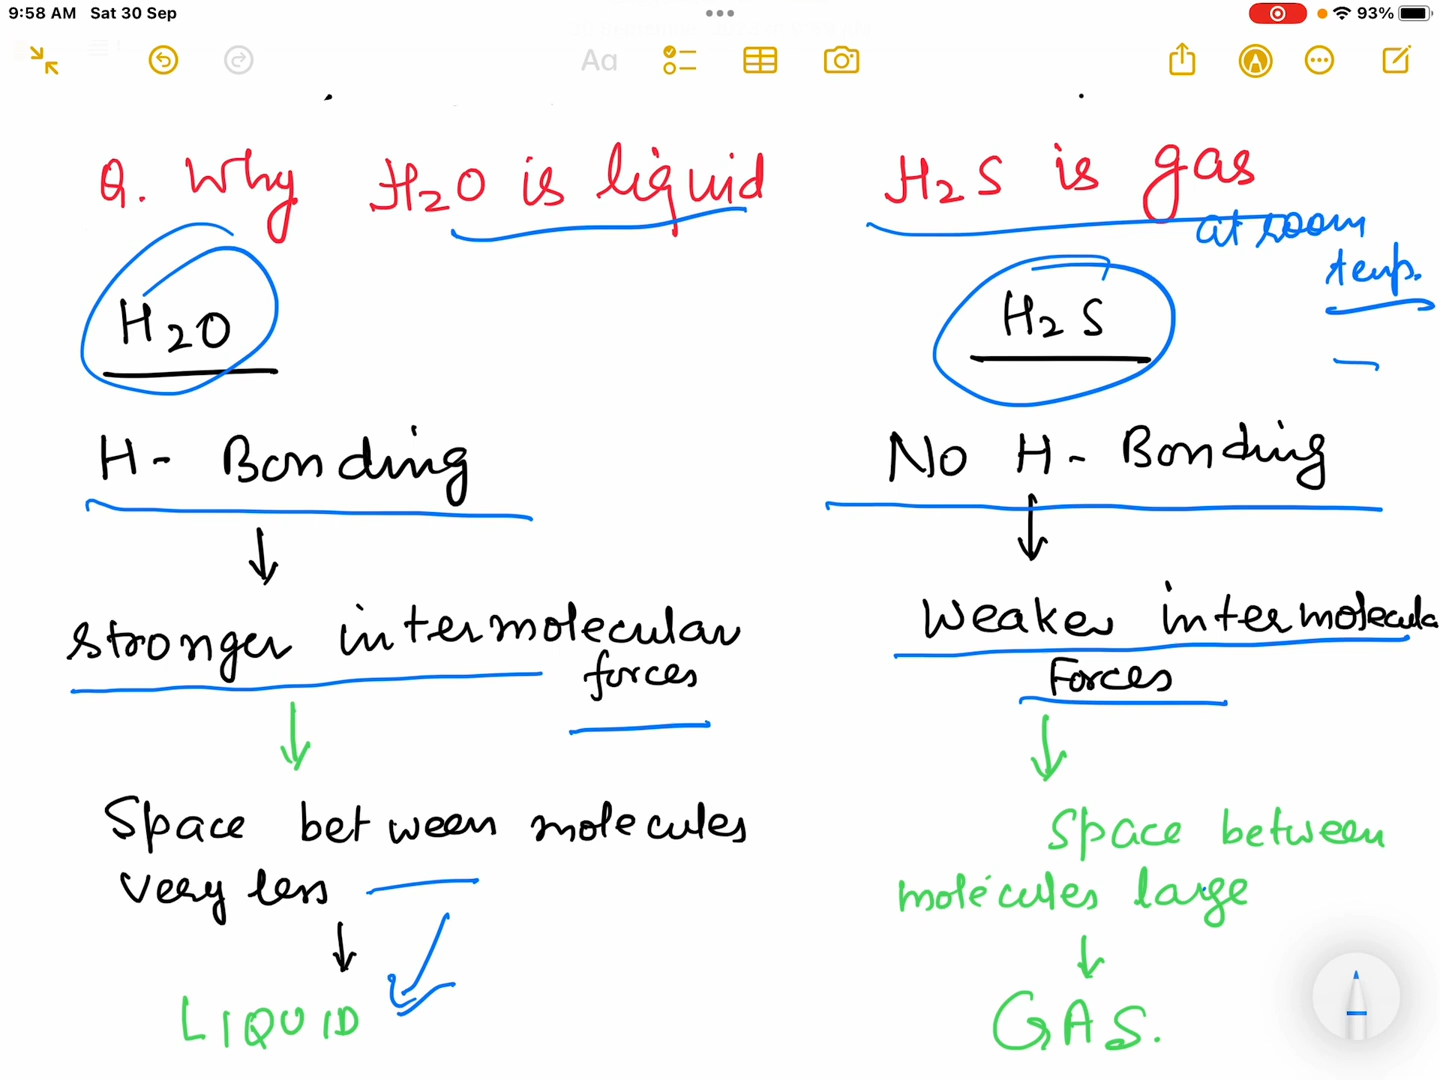 9:58 AM Sat 30 Sep
93%
Aa
Q. Why H2O is liquid H2S is gas
at room
temp.
H2O
H2S
H- Bonding
No H- Bonding
stronger intermolecular
forces
Weaker intermolecula
Forces
Space between molecules
very less
Space between
molecules large
LIQUID
GAS.